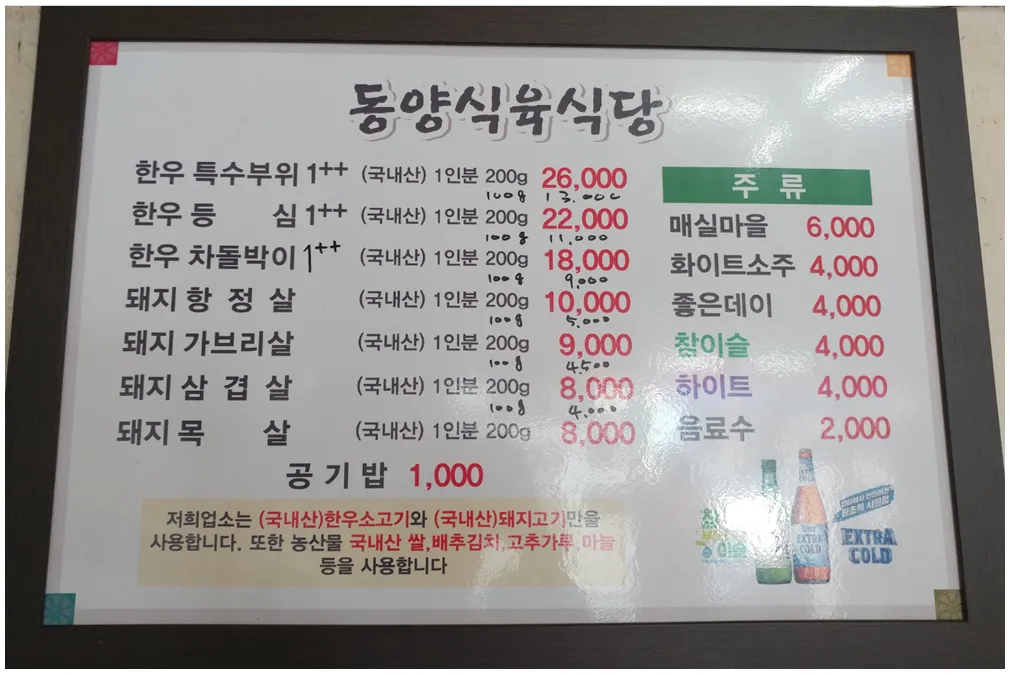 동양식육식당
한우 특수부위 1++ (국내산) 1인분 200g 26,000
100g 13.000
한우 등 심 1++ (국내산) 1인분 200g 22,000
100g 11,000
한우 차돌박이 1++ (국내산) 1인분 200g 18,000
100g 9,000
돼지 항 정 살 (국내산) 1인분 200g 10,000
100g 5.000
돼지 가브리살 (국내산) 1인분 200g 9,000
100g 4.500
돼지 삼 겹 살 (국내산) 1인분 200g 8,000
100g 4.000
돼지 목 살 (국내산) 1인분 200g 8,000
공 기 밥 1,000
저희업소는 (국내산)한우소고기와 (국내산)돼지고기만을
사용합니다. 또한 농산물 국내산 쌀,배추김치,고추가루,마늘
등을 사용합니다
주 류
매실마을 6,000
화이트소주 4,000
좋은데이 4,000
참이슬 4,000
하이트 4,000
음료수 2,000
이슬
EXTRA
COLD
EXTRA
COLD